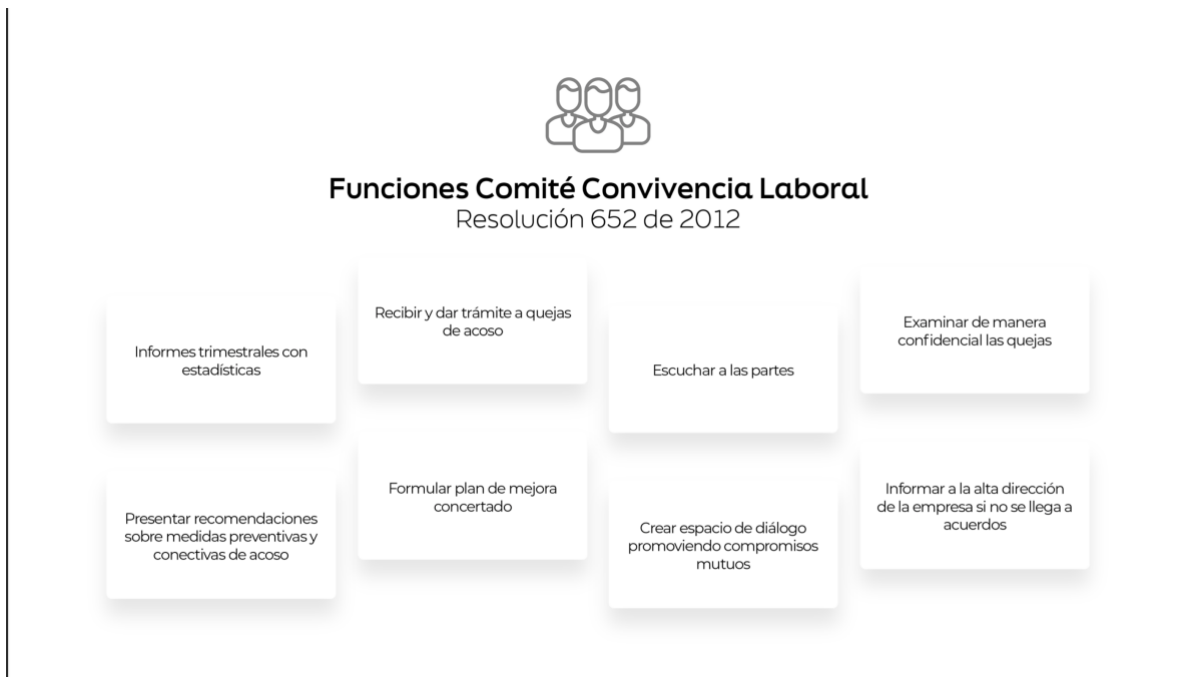 Funciones Comité Convivencia Laboral
Resolución 652 de 2012
Informes trimestrales con
estadísticas
Recibir y dar trámite a quejas
de acoso
Escuchar a las partes
Examinar de manera
confidencial las quejas
Presentar recomendaciones
sobre medidas preventivas y
conectivas de acoso
Formular plan de mejora
concertado
Crear espacio de diálogo
promoviendo compromisos
mutuos
Informar a la alta dirección
de la empresa si no se llega a
acuerdos